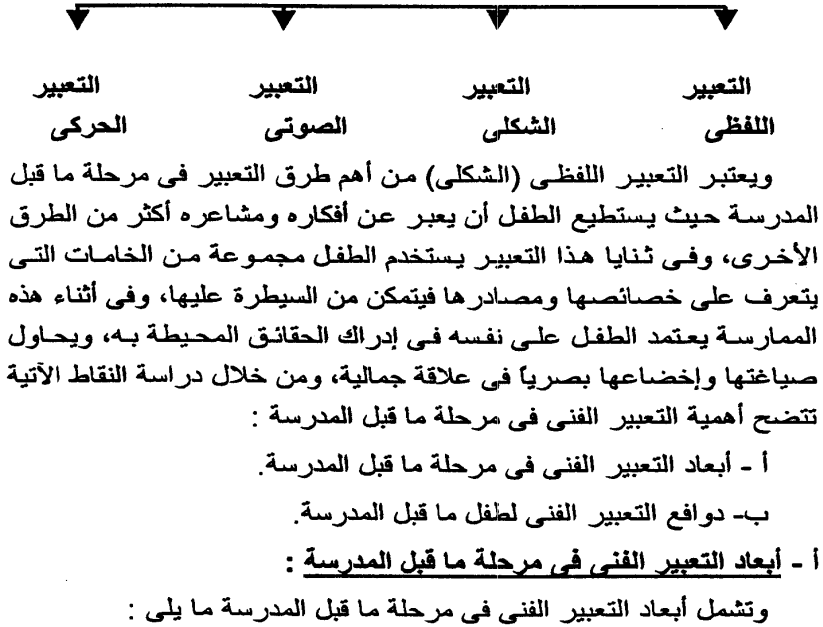 التعبير التعبير التعبير التعبير
اللفظى الشكلى الصوتى الحركى
ويعتبر التعبير اللفظى (الشكلى) من أهم طرق التعبير فى مرحلة ما قبل
المدرسة حيث يستطيع الطفل أن يعبر عن أفكاره ومشاعره أكثر من الطرق
الأخرى، وفى ثنايا هذا التعبير يستخدم الطفل مجموعة من الخامات التى
يتعرف على خصائصها ومصادرها فيتمكن من السيطرة عليها، وفى أثناء هذه
الممارسة يعتمد الطفل على نفسه فى إدراك الحقائق المحيطة به، ويحاول
صياغتها وإخضاعها بصرياً فى علاقة جمالية، ومن خلال دراسة النقاط الآتية
تتضح أهمية التعبير الفنى فى مرحلة ما قبل المدرسة :
أ - أبعاد التعبير الفنى فى مرحلة ما قبل المدرسة.
ب- دوافع التعبير الفنى لطفل ما قبل المدرسة.
أ - أبعاد التعبير الفنى فى مرحلة ما قبل المدرسة :
وتشمل أبعاد التعبير الفنى فى مرحلة ما قبل المدرسة ما يلى :